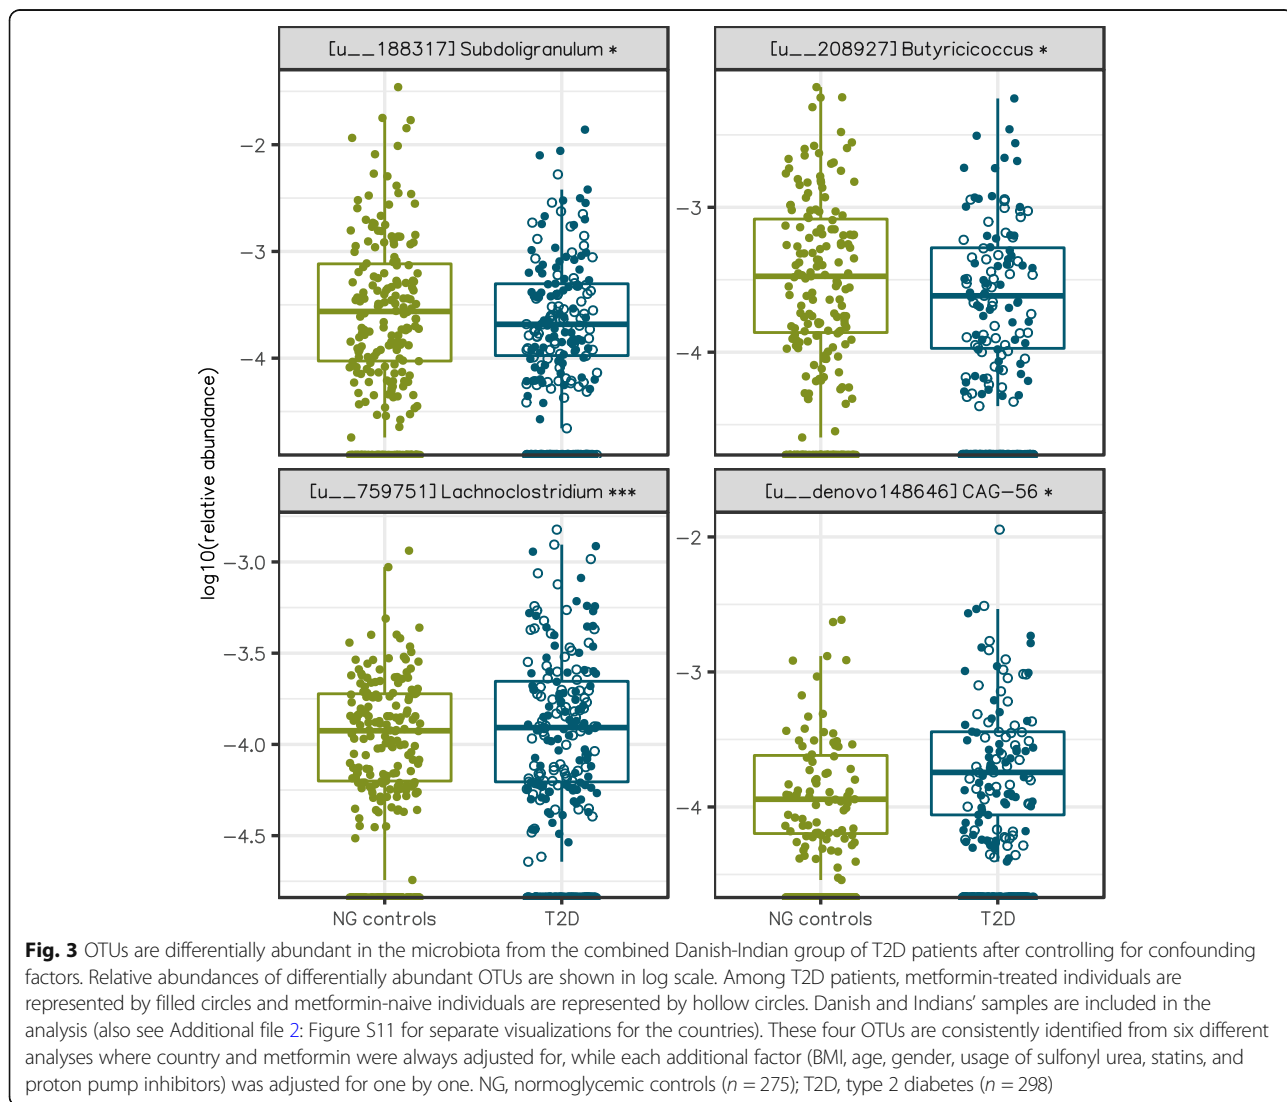 [u__188317] Subdoligranulum *
[u__208927] Butyricicoccus *
−2
−3
−4
−3
−4
log10(relative abundance)
[u__759751] Lachnoclostridium ***
[u__denovo148646] CAG−56 *
−3.0
−3.5
−4.0
−4.5
−2
−3
−4
NG controls
T2D
NG controls
T2D
Fig. 3 OTUs are differentially abundant in the microbiota from the combined Danish-Indian group of T2D patients after controlling for confounding
factors. Relative abundances of differentially abundant OTUs are shown in log scale. Among T2D patients, metformin-treated individuals are
represented by filled circles and metformin-naive individuals are represented by hollow circles. Danish and Indians’ samples are included in the
analysis (also see Additional file 2: Figure S11 for separate visualizations for the countries). These four OTUs are consistently identified from six different
analyses where country and metformin were always adjusted for, while each additional factor (BMI, age, gender, usage of sulfonyl urea, statins, and
proton pump inhibitors) was adjusted for one by one. NG, normoglycemic controls (n = 275); T2D, type 2 diabetes (n = 298)